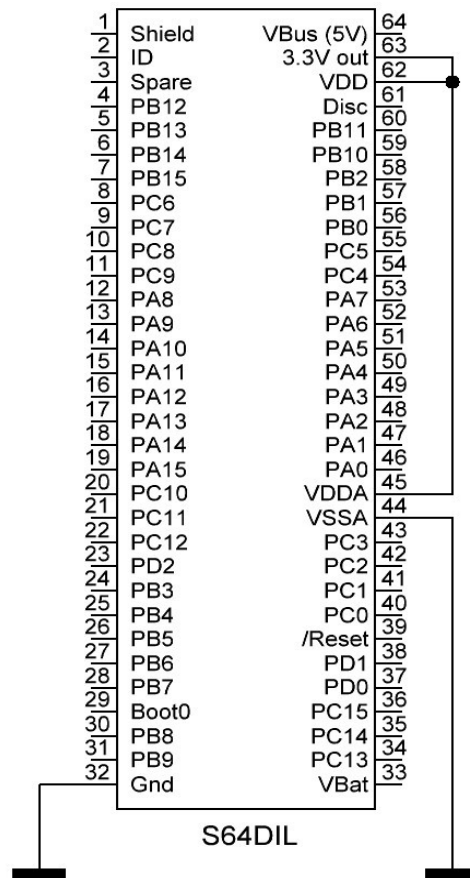 1 Shield VBus (5V) 64
2 ID 3.3V out 63
3 Spare VDD 62
4 PB12 Disc 61
5 PB13 PB11 60
6 PB14 PB10 59
7 PB15 PB2 58
8 PC6 PB1 57
9 PC7 PB0 56
10 PC8 PC5 55
11 PC9 PC4 54
12 PA8 PA7 53
13 PA9 PA6 52
14 PA10 PA5 51
15 PA11 PA4 50
16 PA12 PA3 49
17 PA13 PA2 48
18 PA14 PA1 47
19 PA15 PA0 46
20 PC10 VDDA 45
21 PC11 VSSA 44
22 PC12 PC3 43
23 PD2 PC2 42
24 PB3 PC1 41
25 PB4 PC0 40
26 PB5 /Reset 39
27 PB6 PD1 38
28 PB7 PD0 37
29 Boot0 PC15 36
30 PB8 PC14 35
31 PB9 PC13 34
32 Gnd VBat 33
S64DIL